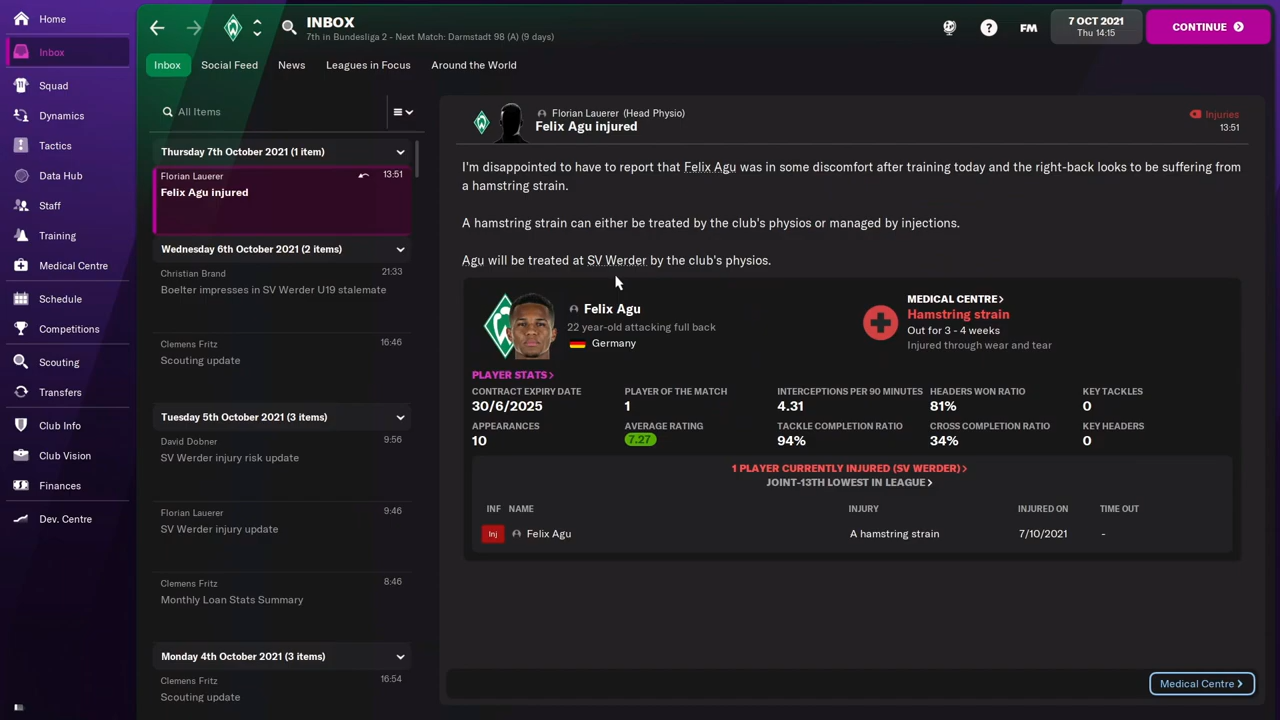 Home
Inbox
Squad
Dynamics
Tactics
Data Hub
Staff
Training
Medical Centre
Schedule
Competitions
Scouting
Transfers
Club Info
Club Vision
Finances
Dev. Centre
INBOX
7th in Bundesliga 2 - Next Match: Darmstadt 98 (A) (9 days)
?
FM
7 OCT 2021
Thu 14:15
CONTINUE
Inbox
Social Feed
News
Leagues in Focus
Around the World
All Items
Thursday 7th October 2021 (1 item)
Florian Lauerer 13:51
Felix Agu injured
Wednesday 6th October 2021 (2 items)
Christian Brand 21:33
Boelter impresses in SV Werder U19 stalemate
Clemens Fritz 16:46
Scouting update
Tuesday 5th October 2021 (3 items)
David Dobner 9:56
SV Werder injury risk update
Florian Lauerer 9:46
SV Werder injury update
Clemens Fritz 8:46
Monthly Loan Stats Summary
Monday 4th October 2021 (3 items)
Clemens Fritz 16:54
Scouting update
Florian Lauerer (Head Physio)
Felix Agu injured
Injuries
13:51
I'm disappointed to have to report that Felix Agu was in some discomfort after training today and the right-back looks to be suffering from
a hamstring strain.
A hamstring strain can either be treated by the club's physios or managed by injections.
Agu will be treated at SV Werder by the club's physios.
Felix Agu
22 year-old attacking full back
Germany
MEDICAL CENTRE
Hamstring strain
Out for 3 - 4 weeks
Injured through wear and tear
PLAYER STATS
CONTRACT EXPIRY DATE PLAYER OF THE MATCH INTERCEPTIONS PER 90 MINUTES HEADERS WON RATIO KEY TACKLES
30/6/2025 1 4.31 81% 0
APPEARANCES AVERAGE RATING TACKLE COMPLETION RATIO CROSS COMPLETION RATIO KEY HEADERS
10 7.27 94% 34% 0
1 PLAYER CURRENTLY INJURED (SV WERDER)
JOINT-13TH LOWEST IN LEAGUE
INF NAME INJURY INJURED ON TIME OUT
Inj Felix Agu A hamstring strain 7/10/2021 -
Medical Centre